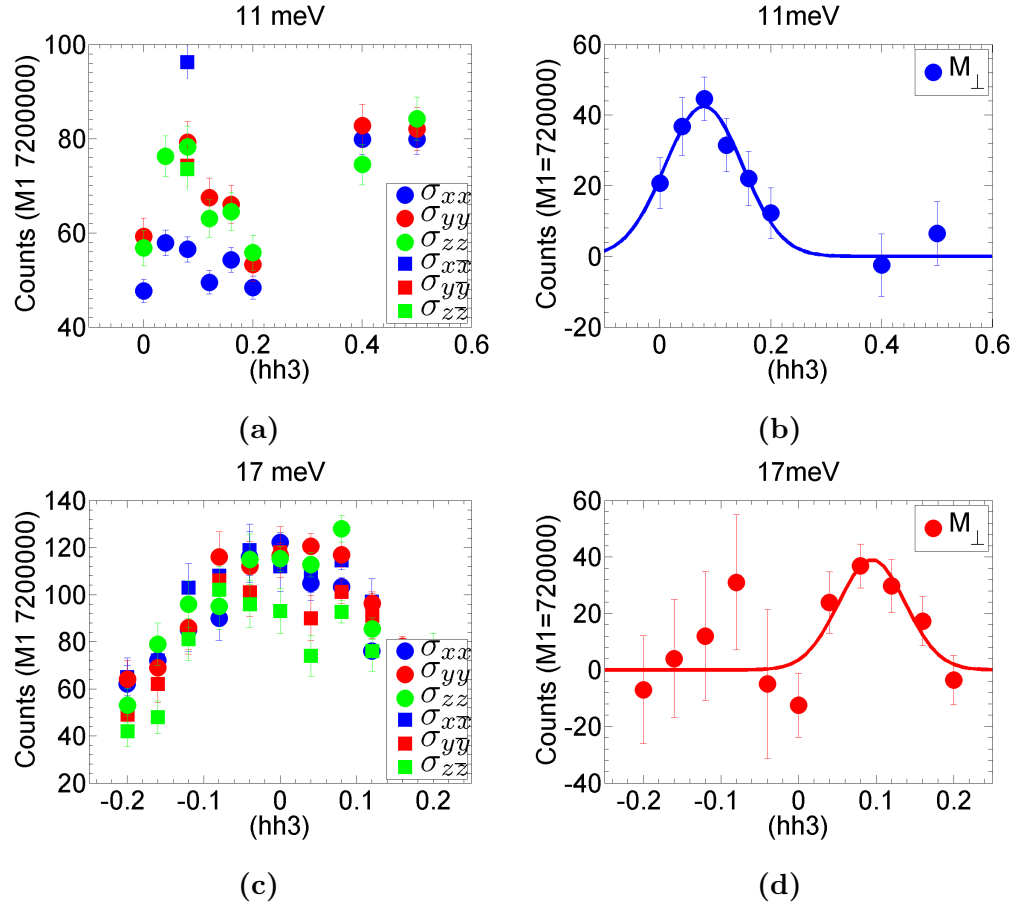 11 meV
Counts (M1 7200000)
100
80
60
40
0
0.2
0.4
0.6
(hh3)
σxx
σyy
σzz
σxx̄
σyȳ
σzz̄
(a)
11meV
Counts (M1=7200000)
60
40
20
0
-20
0
0.2
0.4
0.6
(hh3)
M⊥
(b)
17 meV
Counts (M1 7200000)
140
120
100
80
60
40
20
-0.2
-0.1
0
0.1
0.2
(hh3)
σxx
σyy
σzz
σxx̄
σyȳ
σzz̄
(c)
17meV
Counts (M1=7200000)
60
40
20
0
-20
-40
-0.2
-0.1
0
0.1
0.2
(hh3)
M⊥
(d)